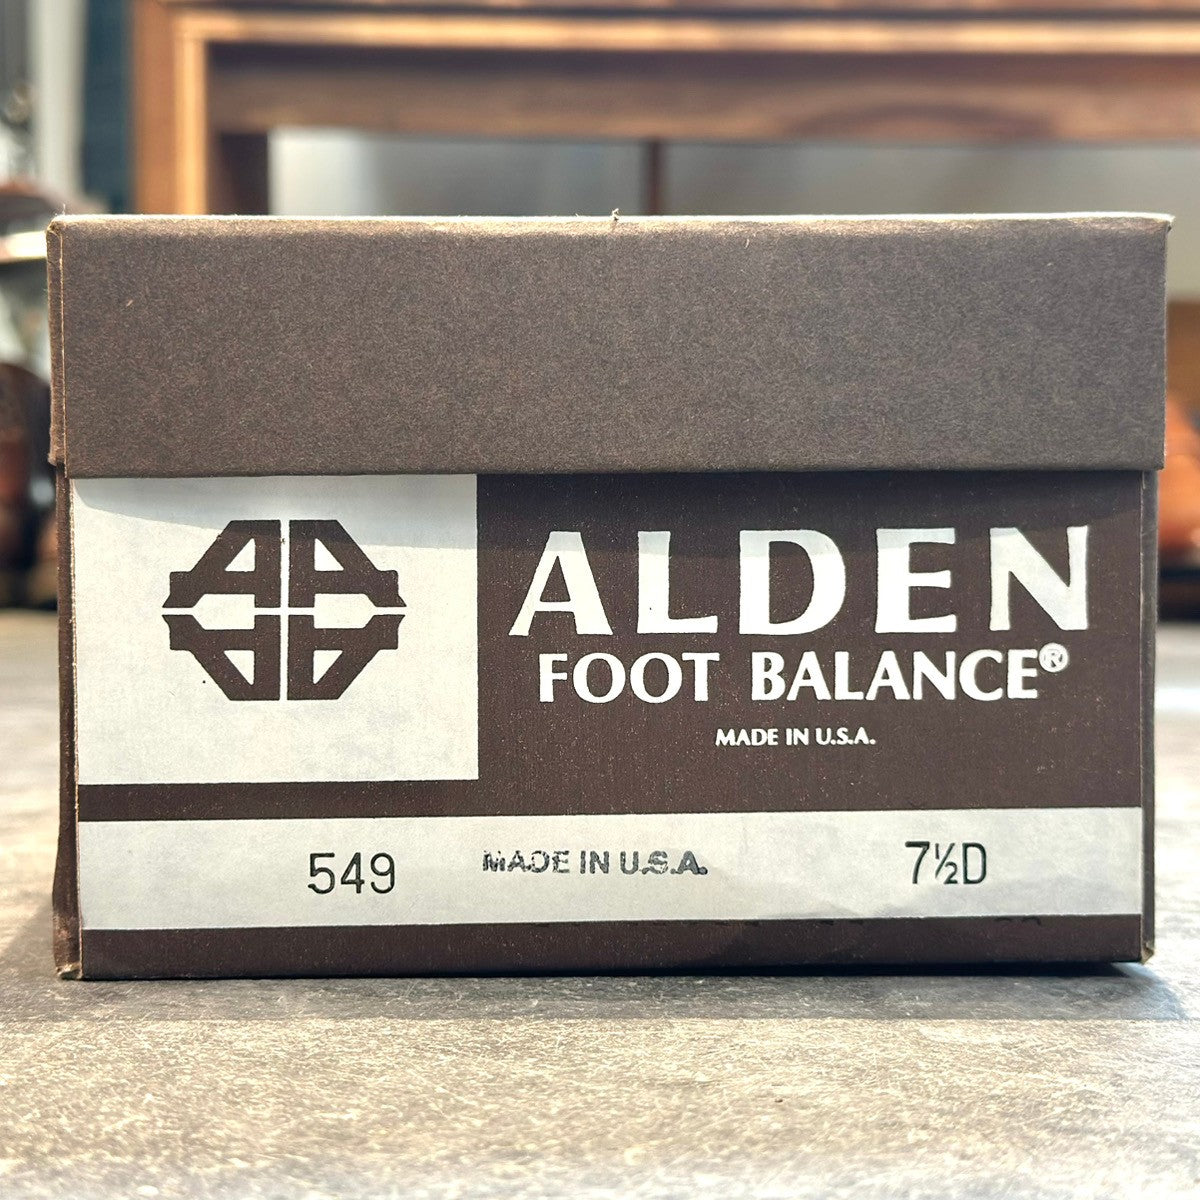 ALDEN
FOOT BALANCE®
MADE IN U.S.A.
549 MADE IN U.S.A. 7½D